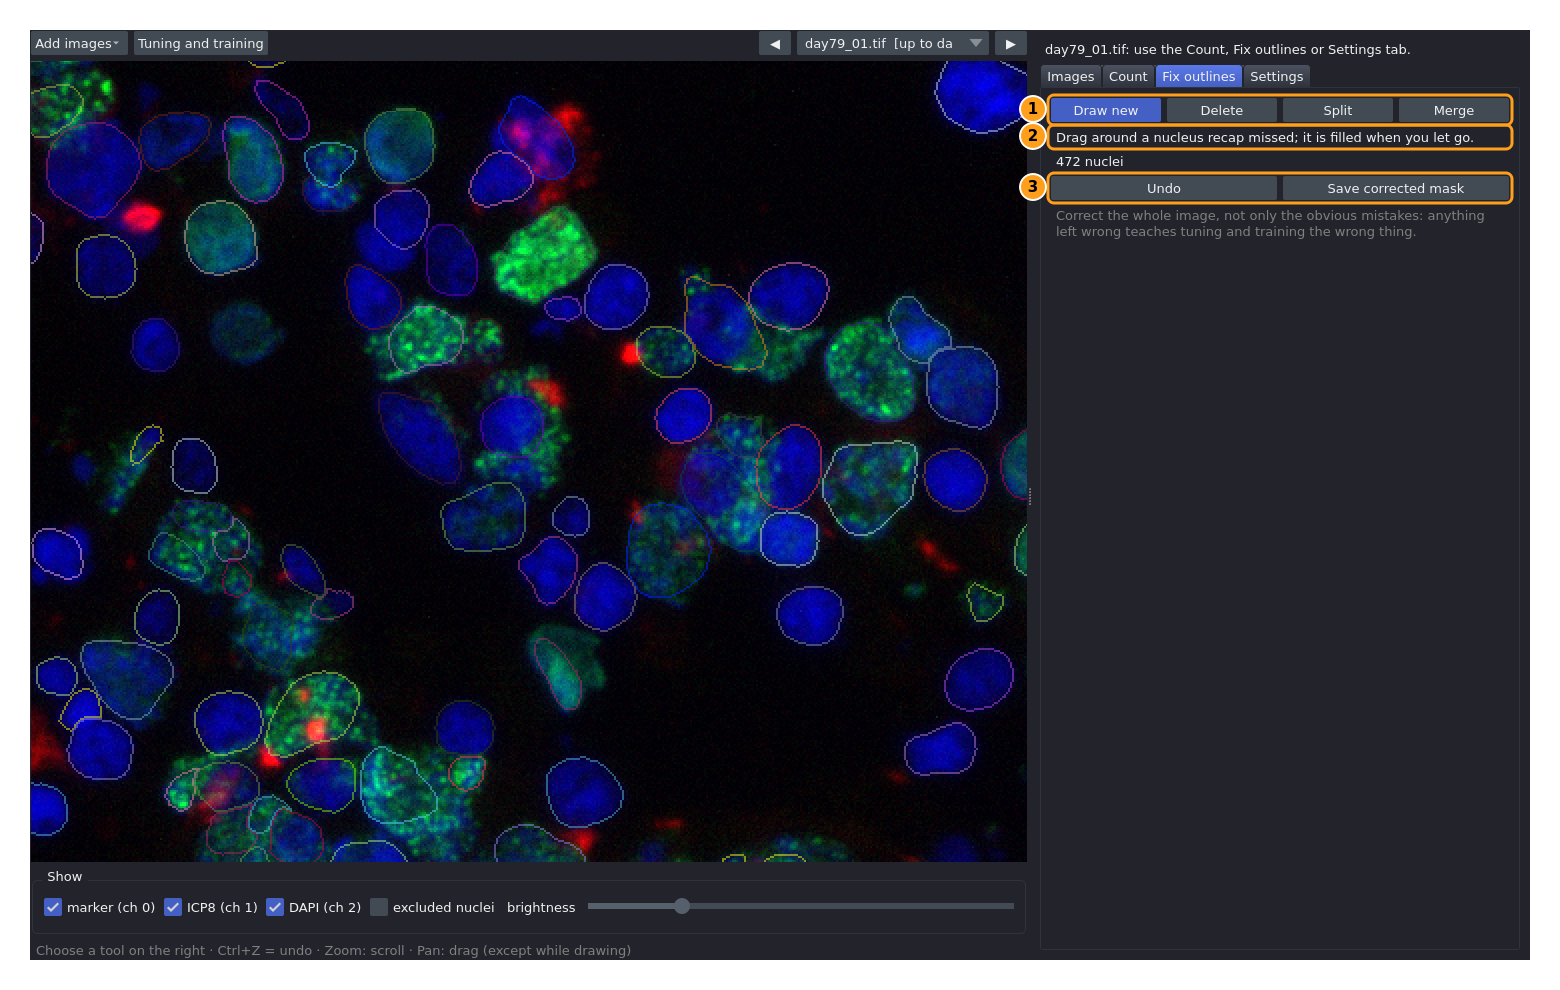 Add images
Tuning and training
◀
day79_01.tif [up to da
▶
day79_01.tif: use the Count, Fix outlines or Settings tab.
Images
Count
Fix outlines
Settings
1
Draw new
Delete
Split
Merge
2
Drag around a nucleus recap missed; it is filled when you let go.
472 nuclei
3
Undo
Save corrected mask
Correct the whole image, not only the obvious mistakes: anything
left wrong teaches tuning and training the wrong thing.
Show
marker (ch 0)
ICP8 (ch 1)
DAPI (ch 2)
excluded nuclei
brightness
Choose a tool on the right · Ctrl+Z = undo · Zoom: scroll · Pan: drag (except while drawing)